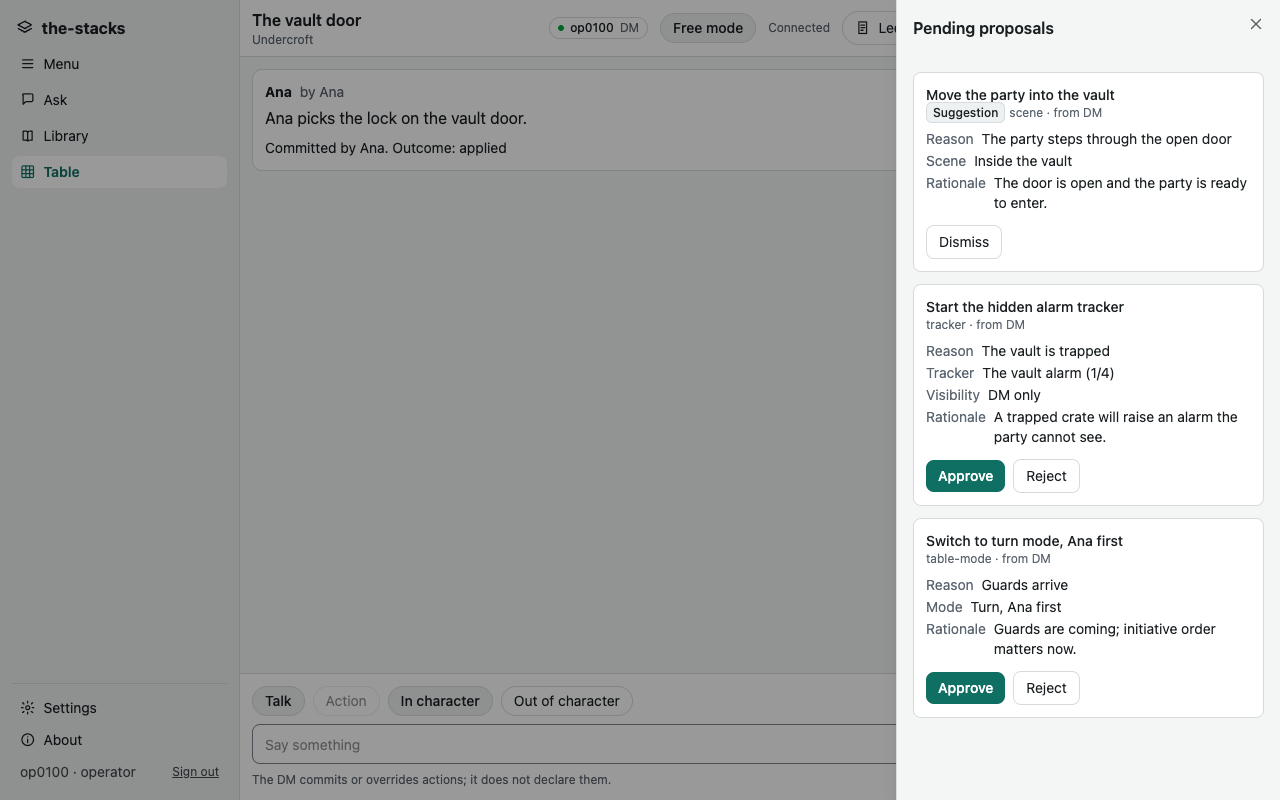 the-stacks
Menu
Ask
Library
Table
Settings
About
op0100 · operator
Sign out
The vault door
Undercroft
op0100 DM
Free mode
Connected
Ana by Ana
Ana picks the lock on the vault door.
Committed by Ana. Outcome: applied
Talk
Action
In character
Out of character
Say something
The DM commits or overrides actions; it does not declare them.
Pending proposals
Move the party into the vault
Suggestion scene · from DM
Reason The party steps through the open door
Scene Inside the vault
Rationale The door is open and the party is ready
to enter.
Dismiss
Start the hidden alarm tracker
tracker · from DM
Reason The vault is trapped
Tracker The vault alarm (1/4)
Visibility DM only
Rationale A trapped crate will raise an alarm the
party cannot see.
Approve Reject
Switch to turn mode, Ana first
table-mode · from DM
Reason Guards arrive
Mode Turn, Ana first
Rationale Guards are coming; initiative order
matters now.
Approve Reject